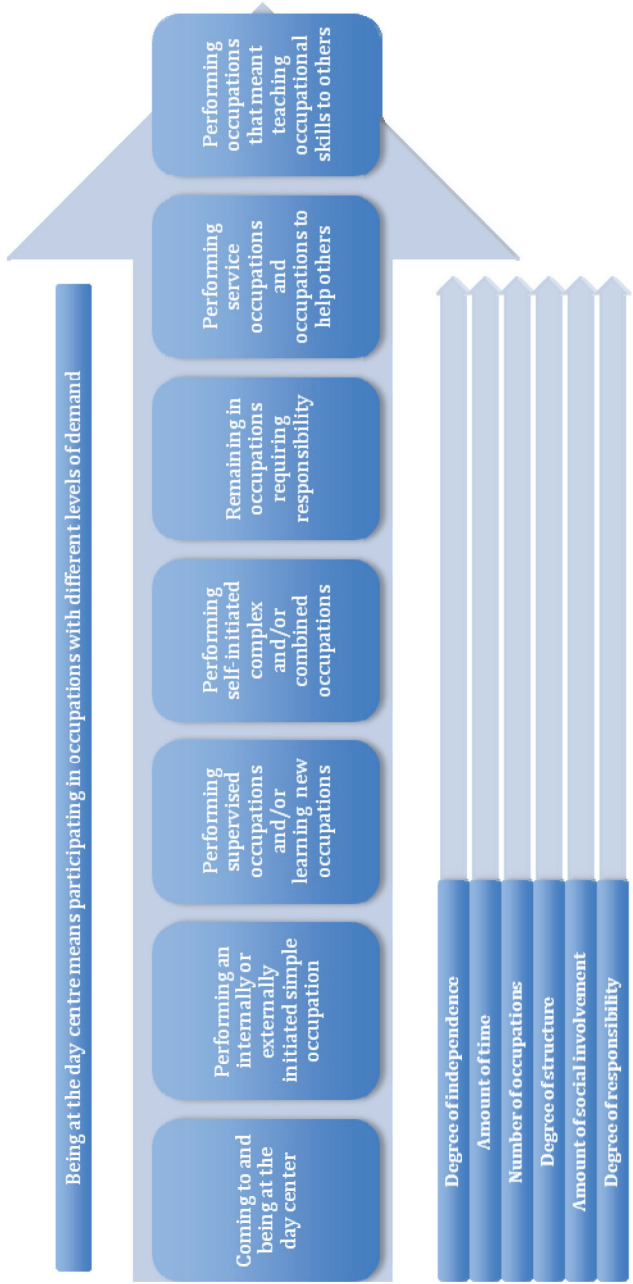 Being at the day centre means participating in occupations with different levels of demand
Coming to and
being at the
day center
Performing an
internally or
externally
initiated simple
occupation
Performing
supervised
occupations
and/or
learning new
occupations
Performing
self-initiated
complex
and/or
combined
occupations
Remaining in
occupations
requiring
responsibility
Performing
service
occupations
and
occupations to
help others
Performing
occupations
that meant
teaching
occupational
skills to others
Degree of independence
Amount of time
Number of occupations
Degree of structure
Amount of social involvement
Degree of responsibility